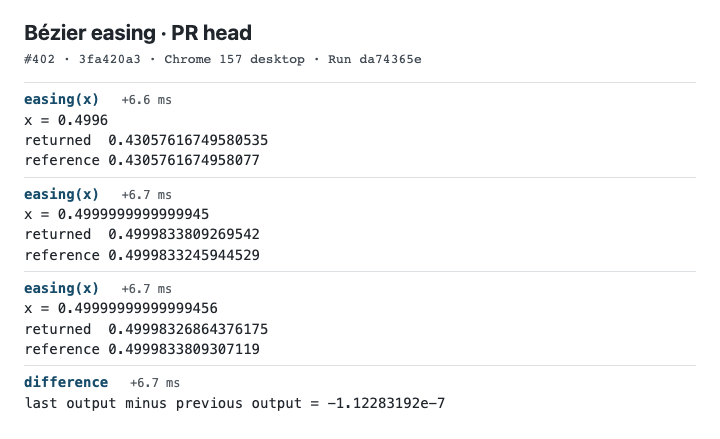 Bézier easing · PR head
#402 · 3fa420a3 · Chrome 157 desktop · Run da74365e
easing(x) +6.6 ms
x = 0.4996
returned 0.43057616749580535
reference 0.4305761674958077
easing(x) +6.7 ms
x = 0.4999999999999945
returned 0.4999833809269542
reference 0.4999833245944529
easing(x) +6.7 ms
x = 0.49999999999999456
returned 0.49998326864376175
reference 0.4999833809307119
difference +6.7 ms
last output minus previous output = −1.12283192e-7